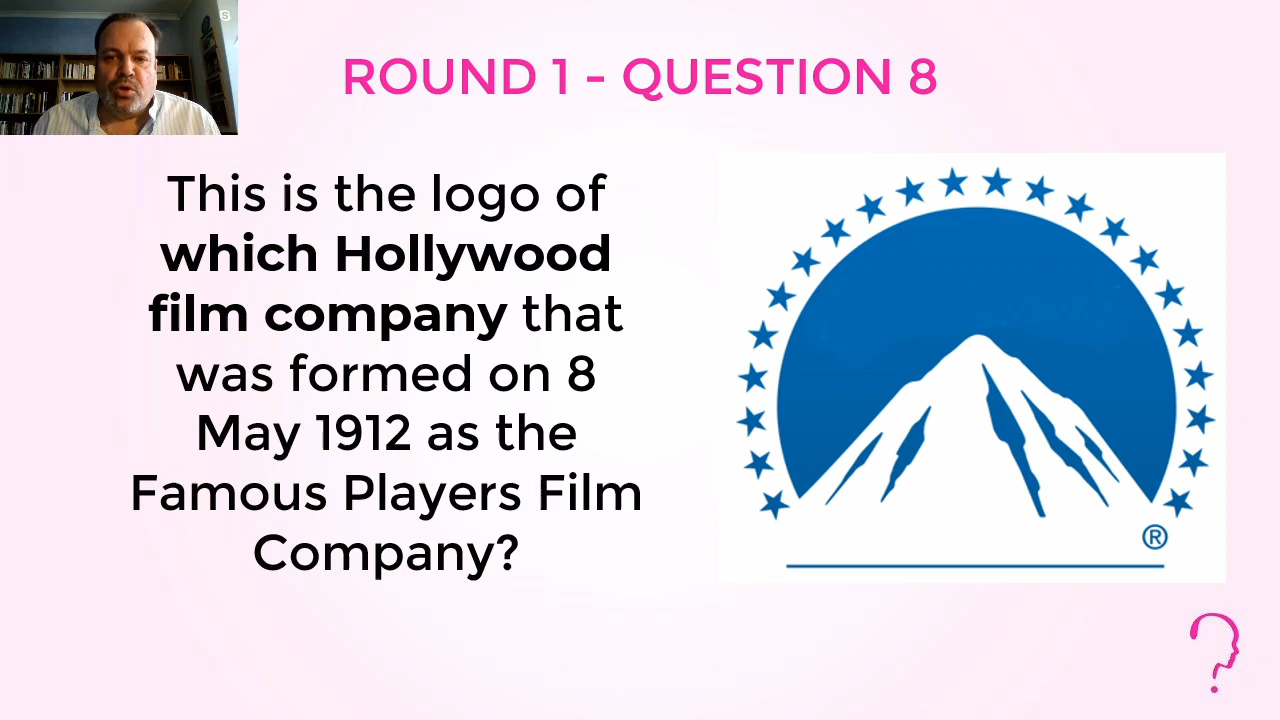 ROUND 1 - QUESTION 8
This is the logo of
which Hollywood
film company that
was formed on 8
May 1912 as the
Famous Players Film
Company?
®